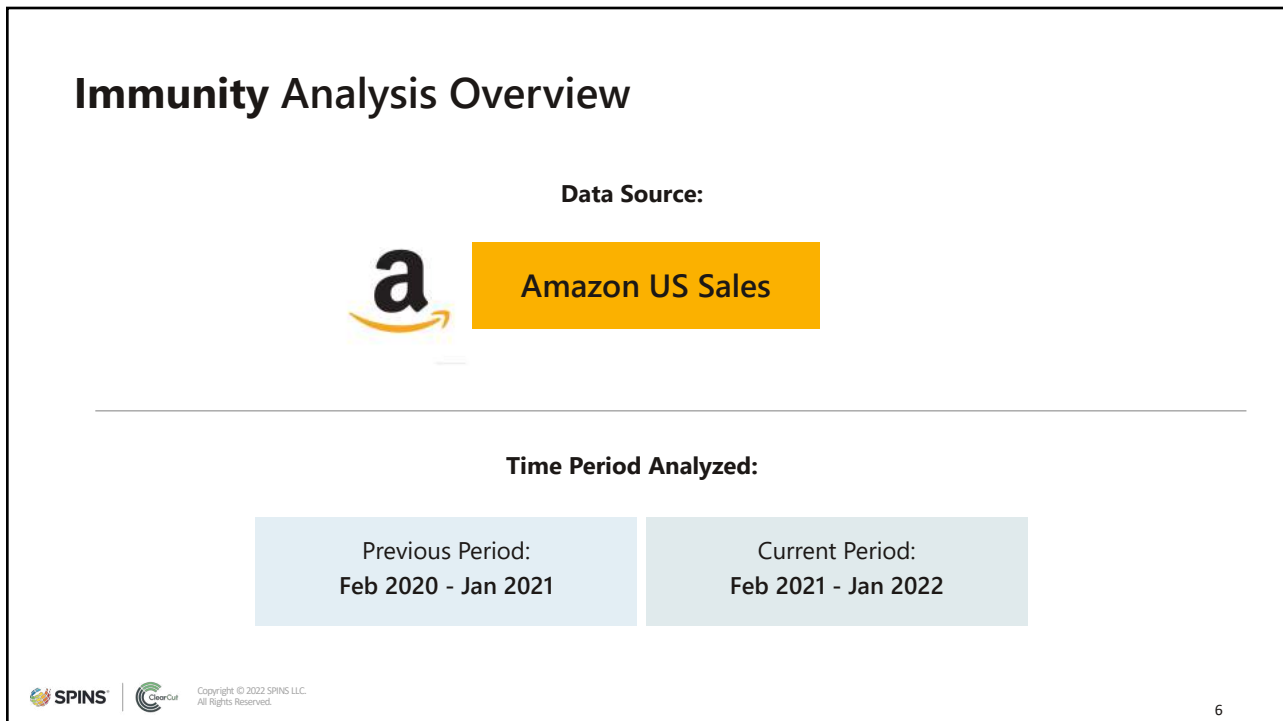 Immunity Analysis Overview
Data Source:
a
Amazon US Sales
Time Period Analyzed:
Previous Period:
Feb 2020 - Jan 2021
Current Period:
Feb 2021 - Jan 2022
SPINS
ClearCut
Copyright © 2022 SPINS LLC.
All Rights Reserved.
6